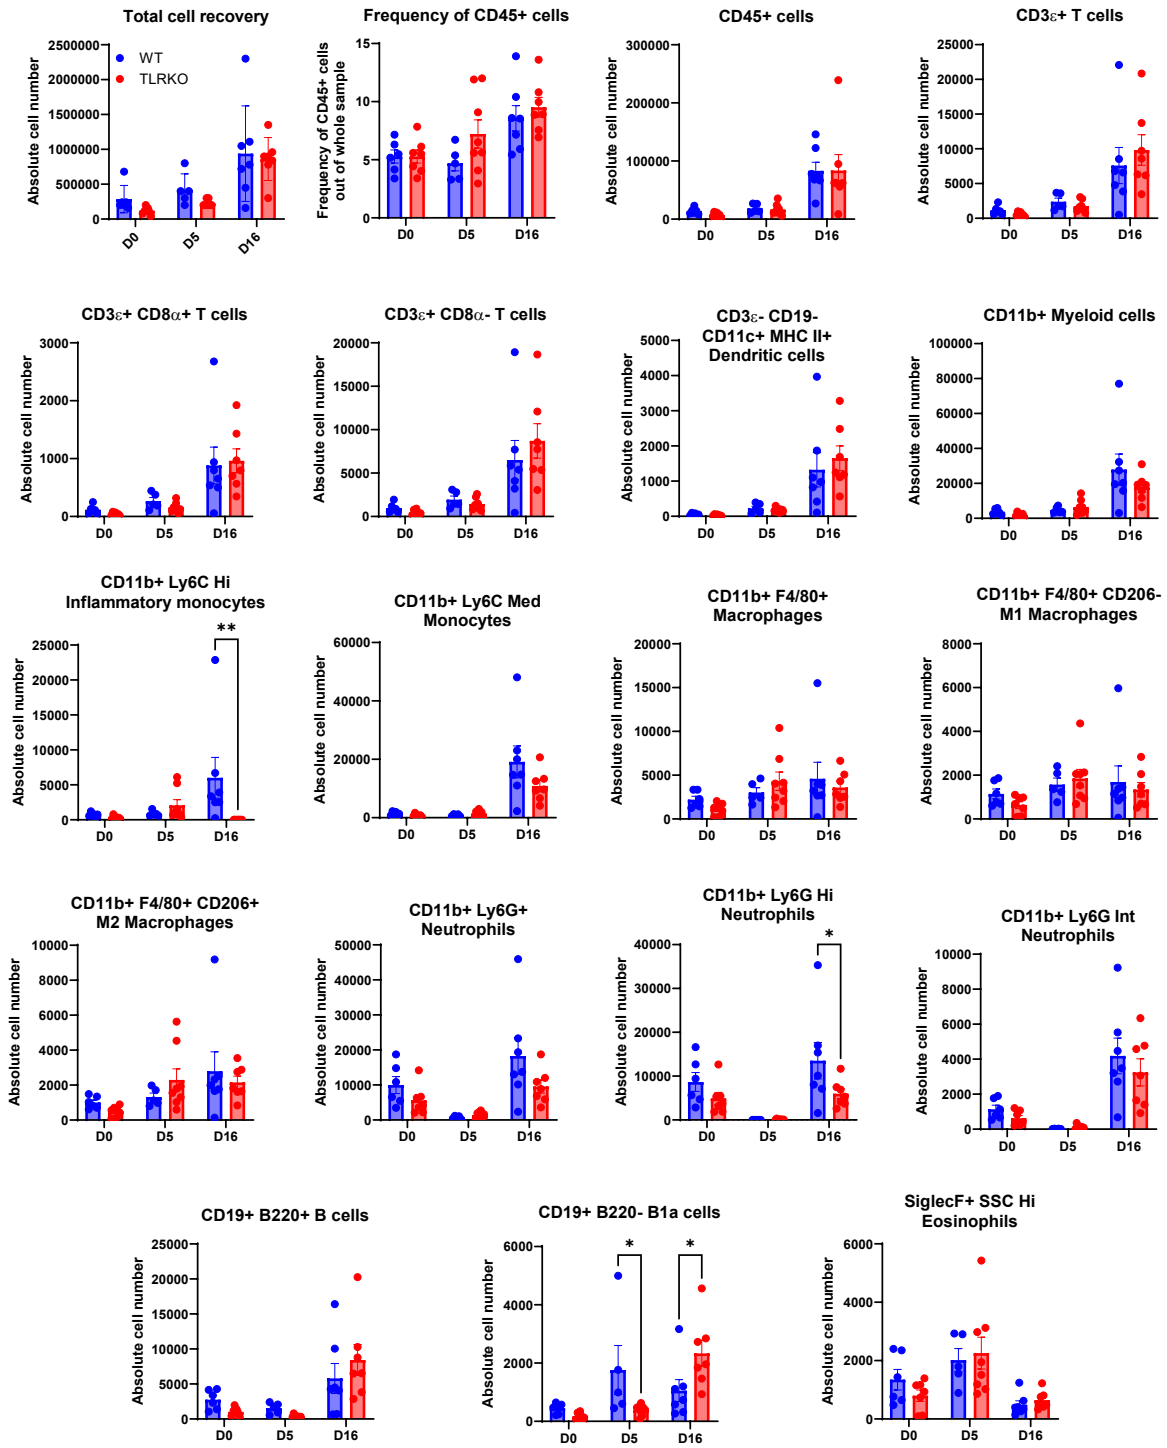 Total cell recovery
Absolute cell number
2500000
2000000
1500000
1000000
500000
0
WT
TLRKO
D0
D5
D16
Frequency of CD45+ cells
Frequency of CD45+ cells
out of whole sample
15
10
5
0
D0
D5
D16
CD45+ cells
Absolute cell number
300000
200000
100000
0
D0
D5
D16
CD3ε+ T cells
Absolute cell number
25000
20000
15000
10000
5000
0
D0
D5
D16
CD3ε+ CD8α+ T cells
Absolute cell number
3000
2000
1000
0
D0
D5
D16
CD3ε+ CD8α- T cells
Absolute cell number
20000
15000
10000
5000
0
D0
D5
D16
CD3ε- CD19-
CD11c+ MHC II+
Dendritic cells
Absolute cell number
5000
4000
3000
2000
1000
0
D0
D5
D16
CD11b+ Myeloid cells
Absolute cell number
100000
80000
60000
40000
20000
0
D0
D5
D16
CD11b+ Ly6C Hi
Inflammatory monocytes
Absolute cell number
25000
20000
15000
10000
5000
0
**
D0
D5
D16
CD11b+ Ly6C Med
Monocytes
Absolute cell number
60000
40000
20000
0
D0
D5
D16
CD11b+ F4/80+
Macrophages
Absolute cell number
20000
15000
10000
5000
0
D0
D5
D16
CD11b+ F4/80+ CD206-
M1 Macrophages
Absolute cell number
8000
6000
4000
2000
0
D0
D5
D16
CD11b+ F4/80+ CD206+
M2 Macrophages
Absolute cell number
10000
8000
6000
4000
2000
0
D0
D5
D16
CD11b+ Ly6G+
Neutrophils
Absolute cell number
50000
40000
30000
20000
10000
0
D0
D5
D16
CD11b+ Ly6G Hi
Neutrophils
Absolute cell number
40000
30000
20000
10000
0
*
D0
D5
D16
CD11b+ Ly6G Int
Neutrophils
Absolute cell number
10000
8000
6000
4000
2000
0
D0
D5
D16
CD19+ B220+ B cells
Absolute cell number
25000
20000
15000
10000
5000
0
D0
D5
D16
CD19+ B220- B1a cells
Absolute cell number
6000
4000
2000
0
*
*
D0
D5
D16
SiglecF+ SSC Hi
Eosinophils
Absolute cell number
6000
4000
2000
0
D0
D5
D16